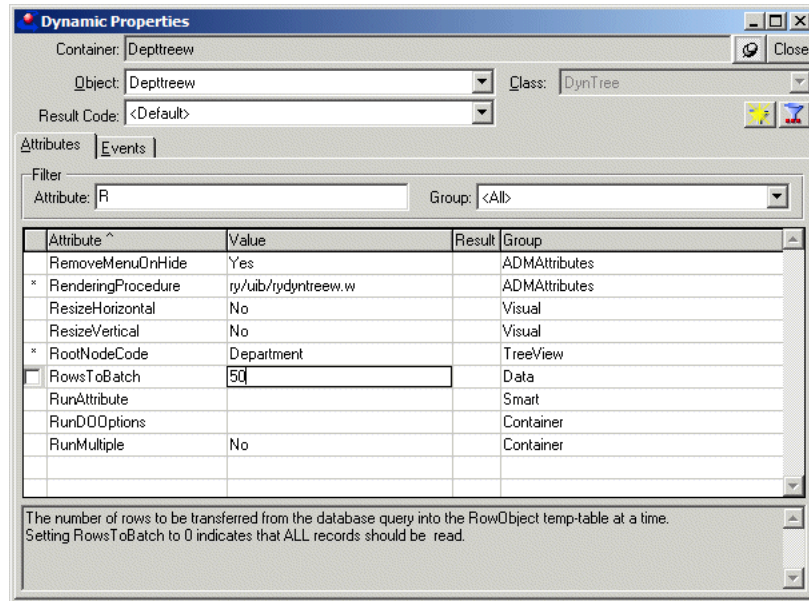 Dynamic Properties
Container: Depttreew Close
Object: Depttreew Class: DynTree
Result Code: <Default>
Attributes Events
Filter
Attribute: R Group: <All>
Attribute ^ Value Result Group
RemoveMenuOnHide Yes ADMAttributes
* RenderingProcedure ry/uib/rydyntreew.w ADMAttributes
ResizeHorizontal No Visual
ResizeVertical No Visual
* RootNodeCode Department TreeView
RowsToBatch 50 Data
RunAttribute Smart
RunDOOptions Container
RunMultiple No Container
The number of rows to be transferred from the database query into the RowObject temp-table at a time.
Setting RowsToBatch to 0 indicates that ALL records should be read.